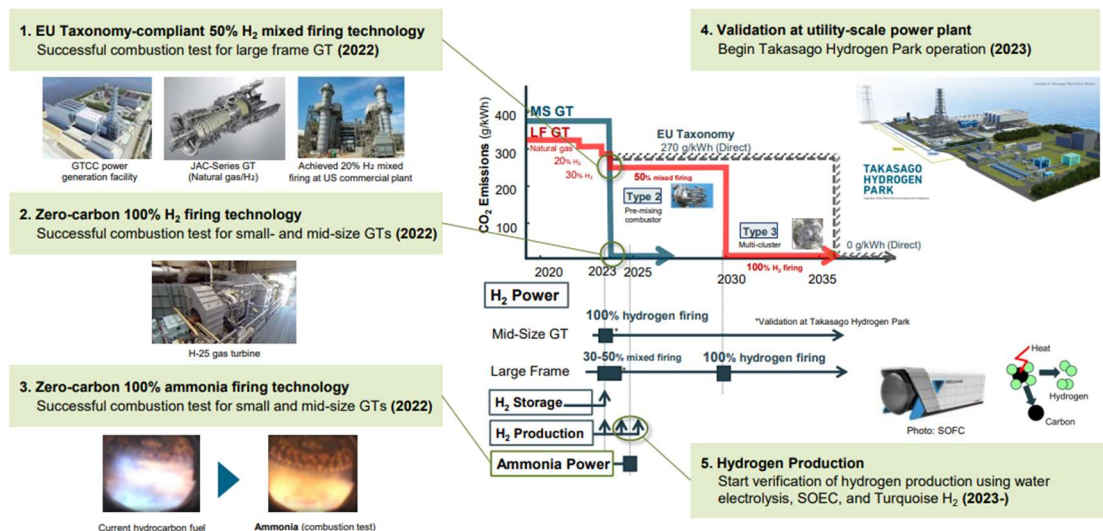 1. EU Taxonomy-compliant 50% H₂ mixed firing technology
Successful combustion test for large frame GT (2022)
GTCC power
generation facility
JAC-Series GT
(Natural gas/H₂)
Achieved 20% H₂ mixed
firing at US commercial plant
2. Zero-carbon 100% H₂ firing technology
Successful combustion test for small- and mid-size GTs (2022)
H-25 gas turbine
3. Zero-carbon 100% ammonia firing technology
Successful combustion test for small and mid-size GTs (2022)
Current hydrocarbon fuel
Ammonia (combustion test)
CO₂ Emissions (g/kWh)
400
300
200
100
MS GT
LF GT
Natural gas
20% H₂
30% H₂
EU Taxonomy
270 g/kWh (Direct)
50% mixed firing
Type 2
Pre-mixing
combustor
Type 3
Multi-cluster
0 g/kWh (Direct)
100% H₂ firing
2020
2023
2025
2030
2035
H₂ Power
100% hydrogen firing
*Validation at Takasago Hydrogen Park
Mid-Size GT
*
30-50% mixed firing
100% hydrogen firing
Large Frame
*
H₂ Storage
H₂ Production
Ammonia Power
4. Validation at utility-scale power plant
Begin Takasago Hydrogen Park operation (2023)
TAKASAGO
HYDROGEN
PARK
Photo: SOFC
Heat
Hydrogen
Carbon
5. Hydrogen Production
Start verification of hydrogen production using water
electrolysis, SOEC, and Turquoise H₂ (2023-)